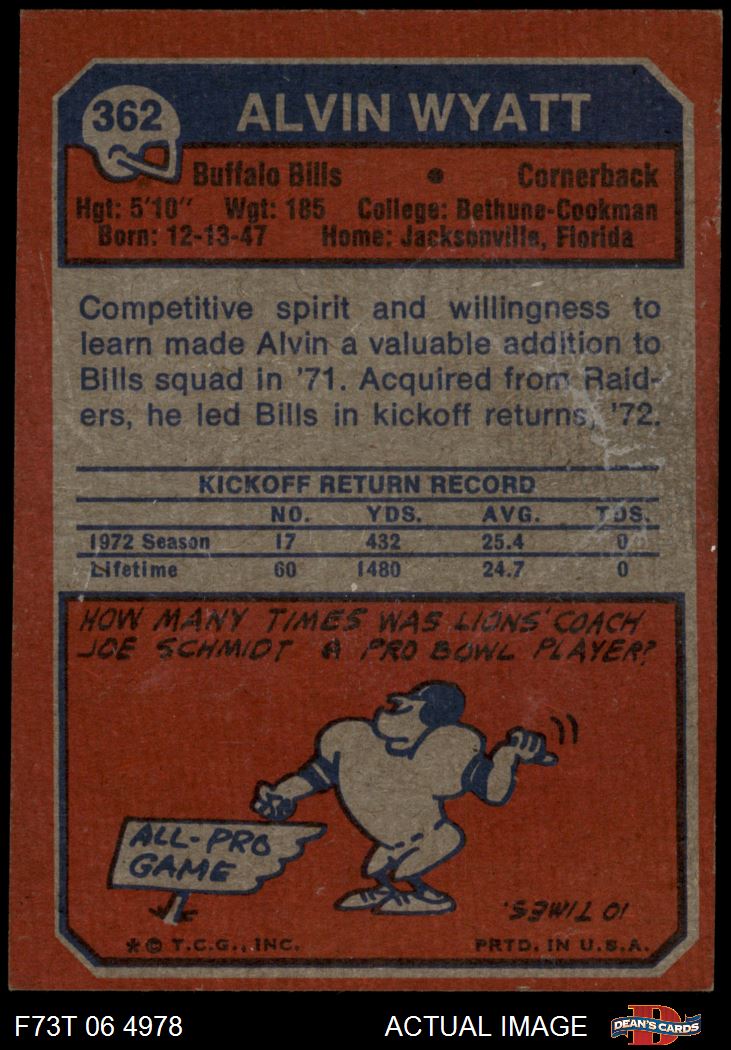 362
ALVIN WYATT
Buffalo Bills • Cornerback
Hgt: 5'10" Wgt: 185 College: Bethune-Cookman
Born: 12-13-47 Home: Jacksonville, Florida
Competitive spirit and willingness to
learn made Alvin a valuable addition to
Bills squad in '71. Acquired from Raid-
ers, he led Bills in kickoff returns, '72.
KICKOFF RETURN RECORD
NO. YDS. AVG. TDS.
1972 Season 17 432 25.4 0
Lifetime 60 1480 24.7 0
HOW MANY TIMES WAS LIONS' COACH
JOE SCHMIDT A PRO BOWL PLAYER?
ALL-PRO
GAME
10 TIMES.
* © T.C.G., INC. PRTD. IN U.S.A.
F73T 06 4978 ACTUAL IMAGE
D
DEAN'S CARDS